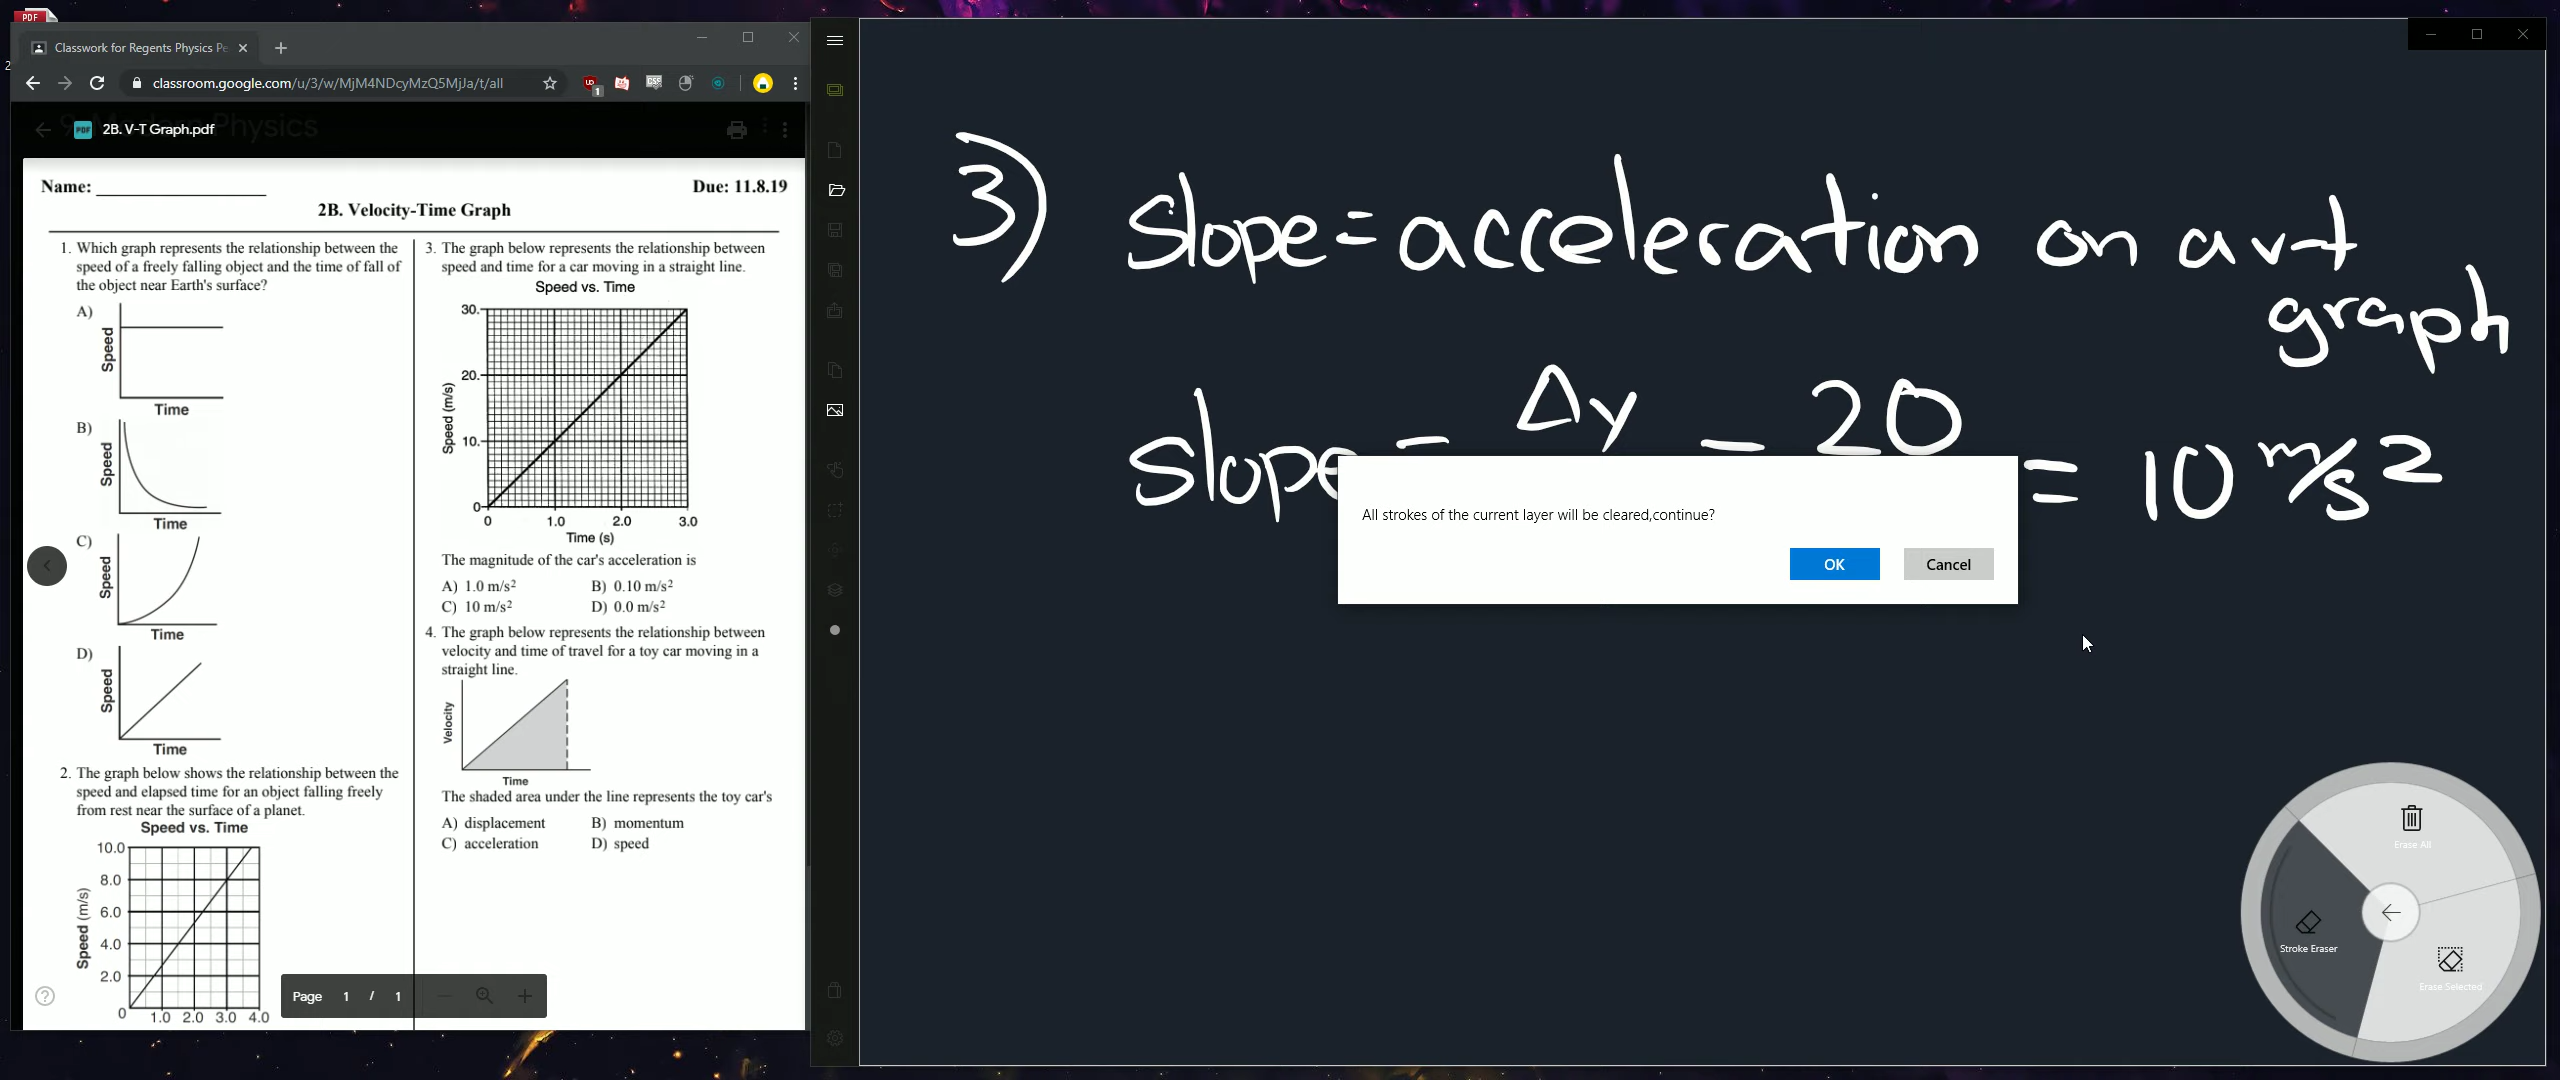 PDF
Classwork for Regents Physics Pe
classroom.google.com/u/3/w/MjM4NDcyMzQ5MjJa/t/all
1
PDF 2B. V-T Graph.pdf
Name: Due: 11.8.19
2B. Velocity-Time Graph
1. Which graph represents the relationship between the
speed of a freely falling object and the time of fall of
the object near Earth's surface?
A)
Speed
Time
B)
Speed
Time
C)
Speed
Time
D)
Speed
Time
2. The graph below shows the relationship between the
speed and elapsed time for an object falling freely
from rest near the surface of a planet.
Speed vs. Time
Speed (m/s)
10.0
8.0
6.0
4.0
2.0
0
1.0 2.0 3.0 4.0
3. The graph below represents the relationship between
speed and time for a car moving in a straight line.
Speed vs. Time
Speed (m/s)
30.
20.
10.
0
0 1.0 2.0 3.0
Time (s)
The magnitude of the car's acceleration is
A) 1.0 m/s² B) 0.10 m/s²
C) 10 m/s² D) 0.0 m/s²
4. The graph below represents the relationship between
velocity and time of travel for a toy car moving in a
straight line.
Velocity
Time
The shaded area under the line represents the toy car's
A) displacement B) momentum
C) acceleration D) speed
Page 1 / 1
3) Slope = acceleration on a v-t
graph
slope = Δy = 20 = 10 m/s²
All strokes of the current layer will be cleared,continue?
OK Cancel
Erase All
Stroke Eraser
Erase Selected